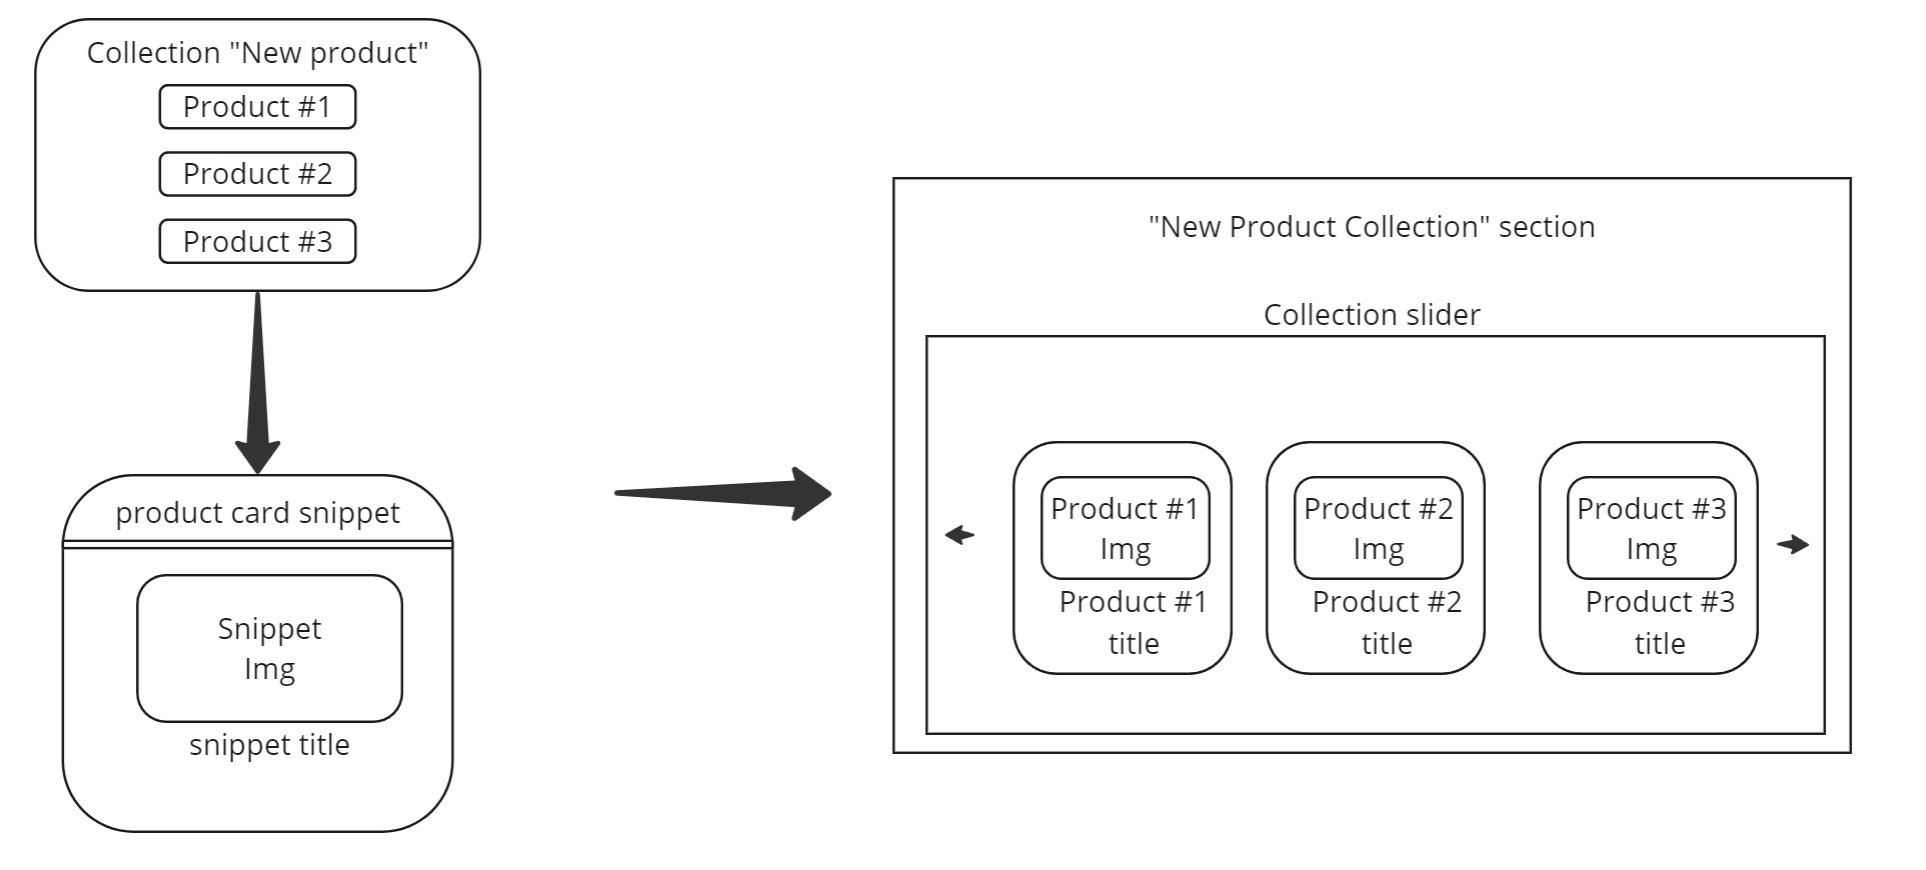 Collection "New product"
Product #1
Product #2
Product #3
product card snippet
Snippet
Img
snippet title
"New Product Collection" section
Collection slider
Product #1
Img
Product #1
title
Product #2
Img
Product #2
title
Product #3
Img
Product #3
title